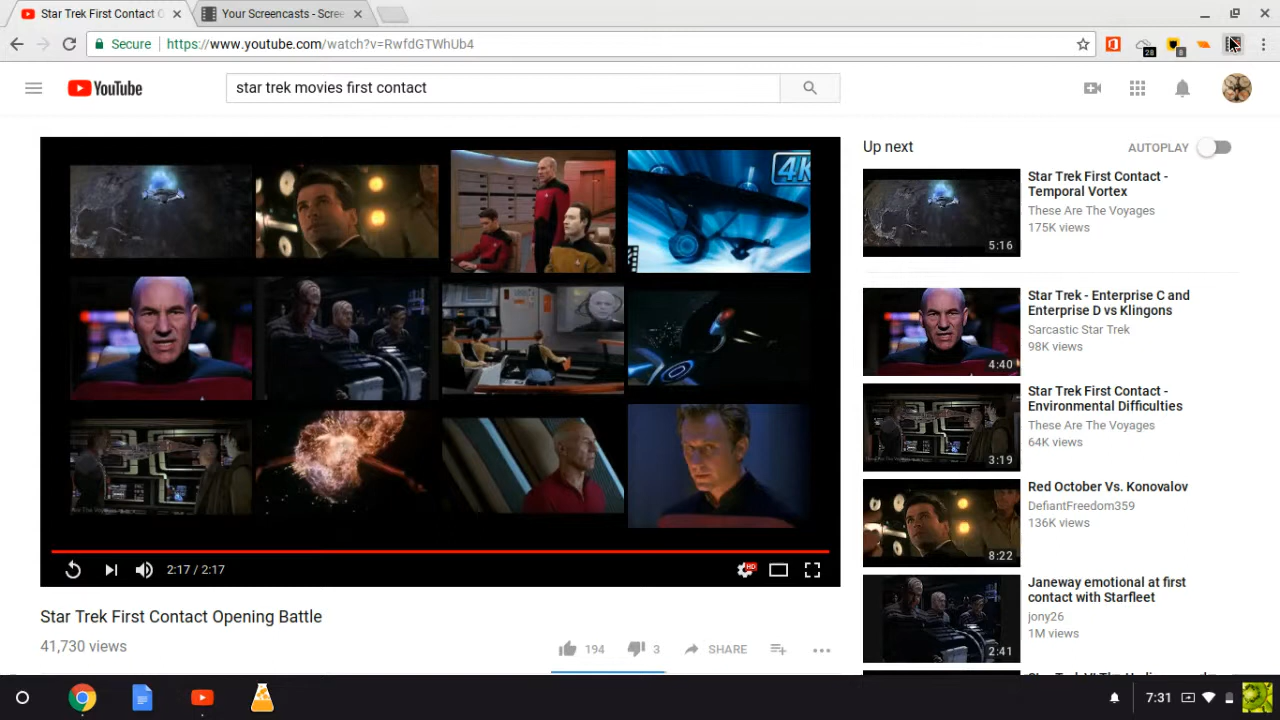 Star Trek First Contact O
Your Screencasts - Scree
Secure
https://www.youtube.com/watch?v=RwfdGTWhUb4
28
8
YouTube
star trek movies first contact
4K
2:17 / 2:17
HD
Star Trek First Contact Opening Battle
41,730 views
194
3
SHARE
Up next
AUTOPLAY
Star Trek First Contact -
Temporal Vortex
These Are The Voyages
175K views
5:16
Star Trek - Enterprise C and
Enterprise D vs Klingons
Sarcastic Star Trek
98K views
4:40
Star Trek First Contact -
Environmental Difficulties
These Are The Voyages
64K views
3:19
Red October Vs. Konovalov
DefiantFreedom359
136K views
8:22
Janeway emotional at first
contact with Starfleet
jony26
1M views
2:41
7:31